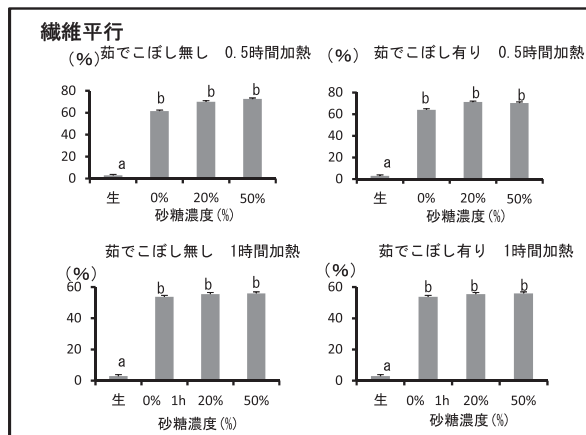 繊維平行
茹でこぼし無し 0.5時間加熱
(%)
80
60
40
20
0
a
b
b
b
生 0% 20% 50%
砂糖濃度(%)
茹でこぼし有り 0.5時間加熱
(%)
80
60
40
20
0
a
b
b
b
生 0% 20% 50%
砂糖濃度(%)
茹でこぼし無し 1時間加熱
(%)
60
40
20
0
a
b
b
b
生 0% 1h 20% 50%
砂糖濃度(%)
茹でこぼし有り 1時間加熱
(%)
60
40
20
0
a
b
b
b
生 0% 1h 20% 50%
砂糖濃度(%)